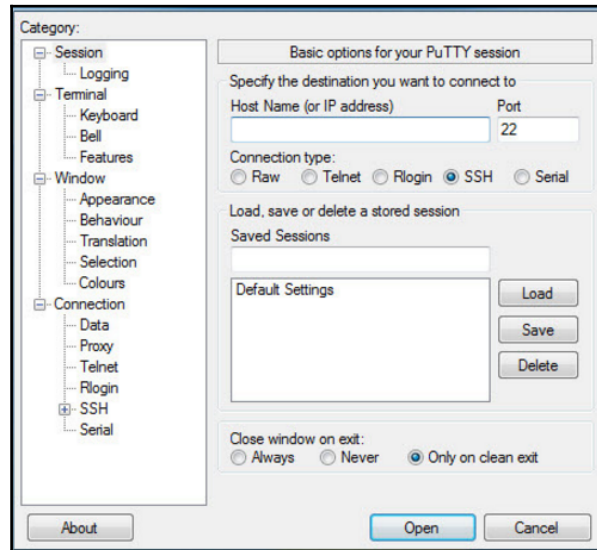 Category:
Session
Logging
Terminal
Keyboard
Bell
Features
Window
Appearance
Behaviour
Translation
Selection
Colours
Connection
Data
Proxy
Telnet
Rlogin
SSH
Serial
Basic options for your PuTTY session
Specify the destination you want to connect to
Host Name (or IP address) Port
22
Connection type:
Raw Telnet Rlogin SSH Serial
Load, save or delete a stored session
Saved Sessions
Default Settings
Load
Save
Delete
Close window on exit:
Always Never Only on clean exit
About Open Cancel